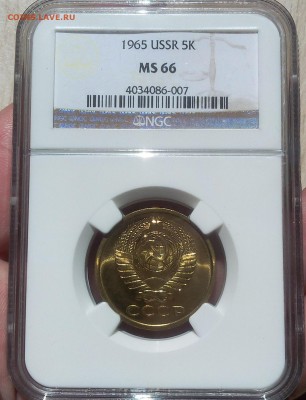 COINS.LAVE.RU
1965 USSR 5K
MS 66
4034086-007
NGC
СССР